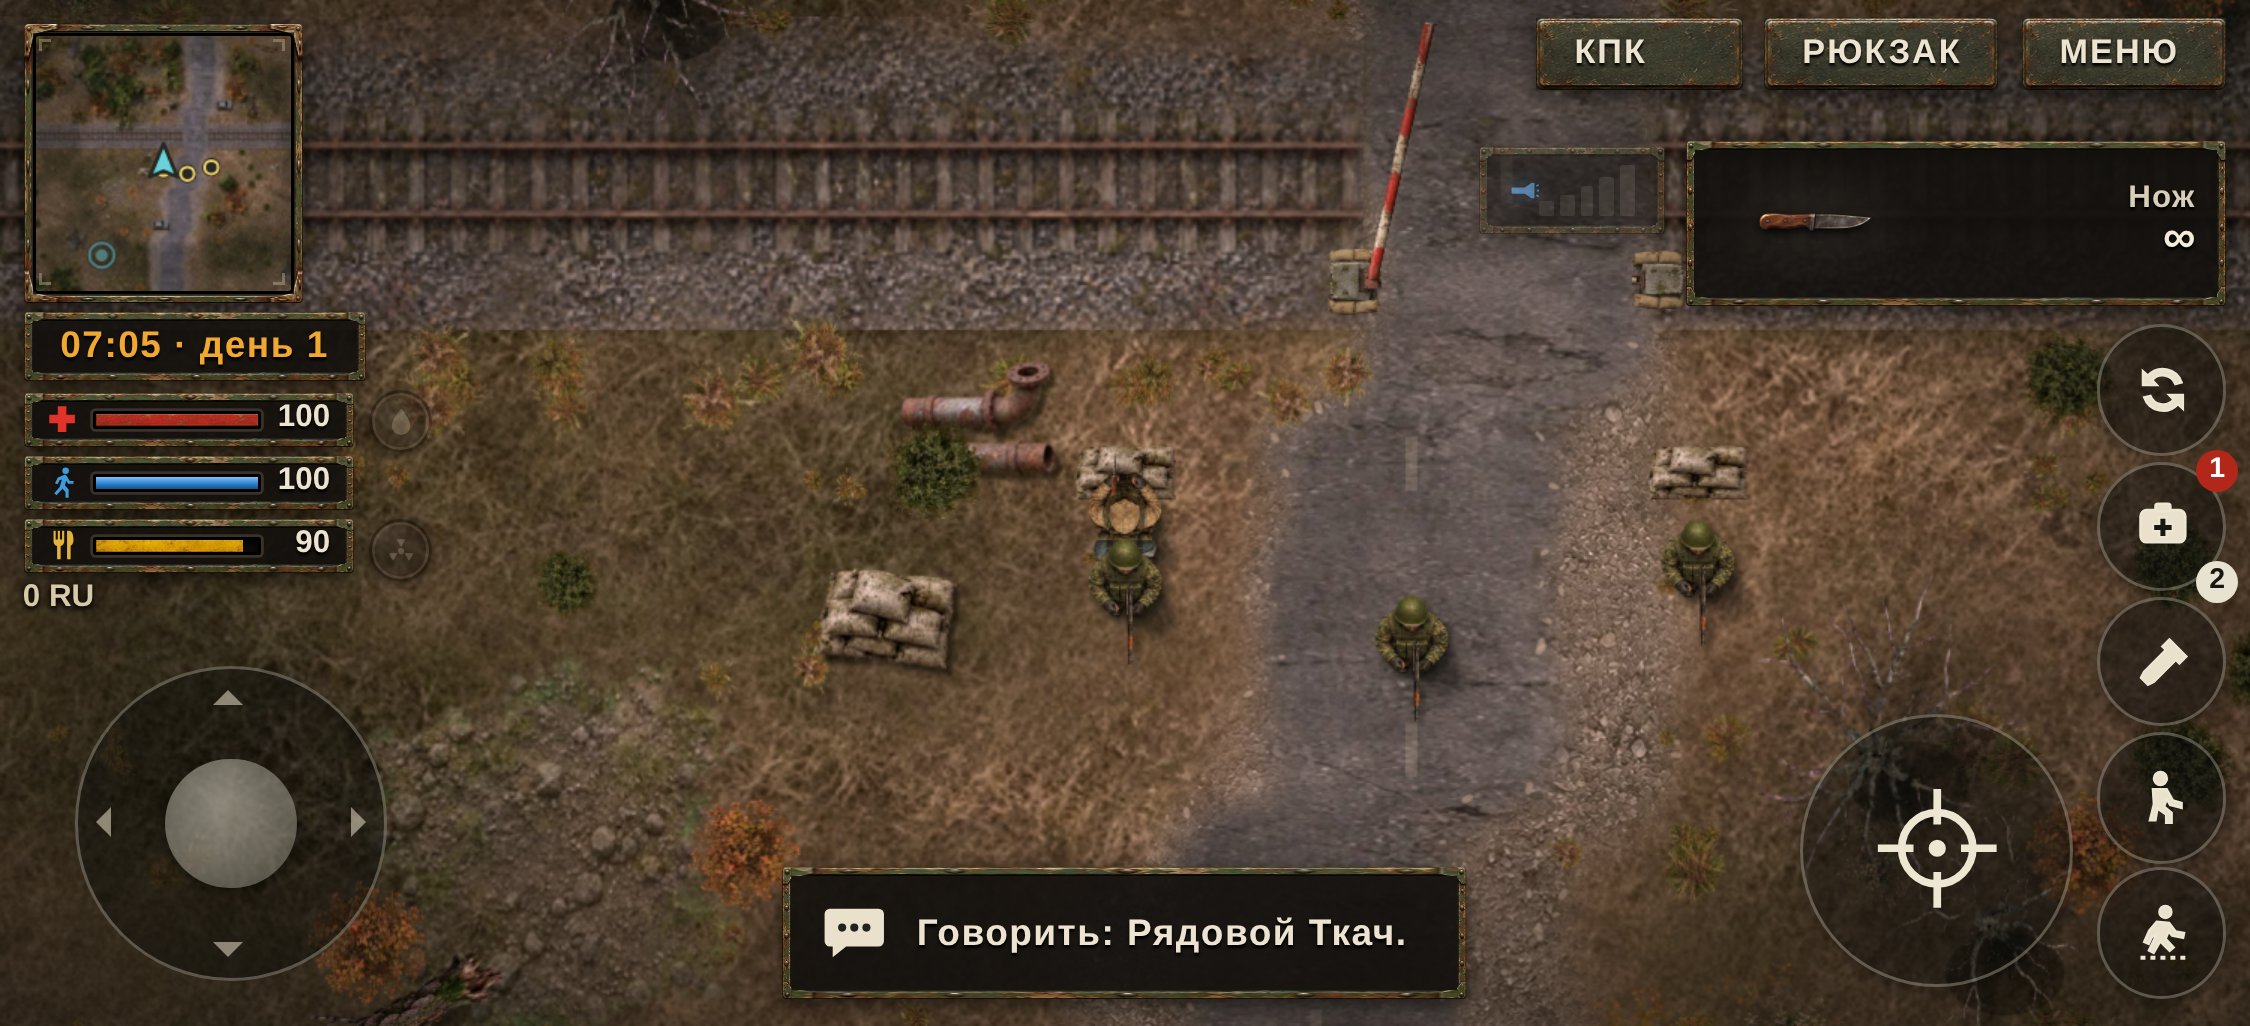 КПК
РЮКЗАК
МЕНЮ
Нож
∞
07:05 · день 1
100
100
90
0 RU
1
2
Говорить: Рядовой Ткач.